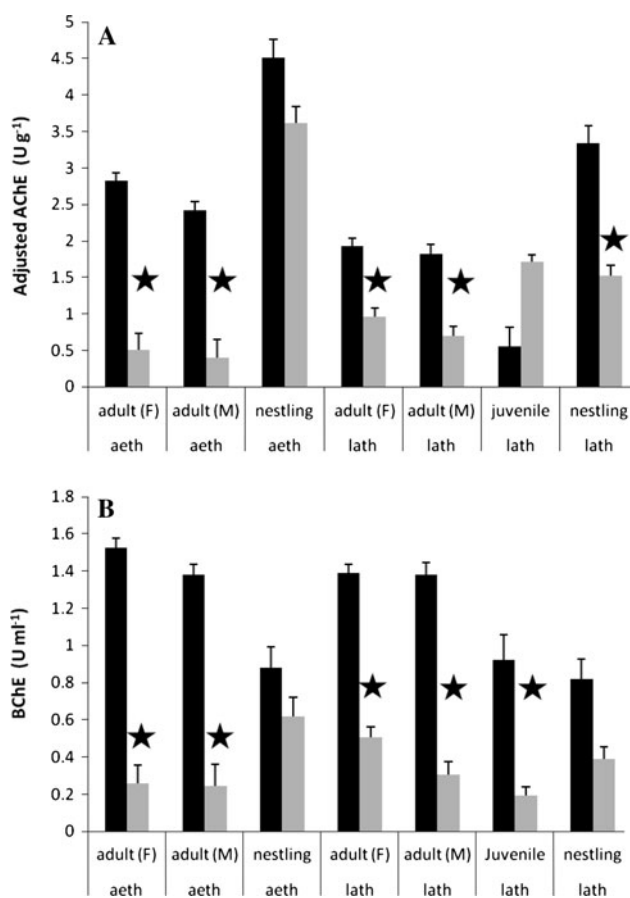 A
Adjusted AChE (U g-1)
5
4.5
4
3.5
3
2.5
2
1.5
1
0.5
0
adult (F) adult (M) nestling adult (F) adult (M) juvenile nestling
aeth aeth aeth lath lath lath lath
B
BChE (U ml-1)
1.8
1.6
1.4
1.2
1
0.8
0.6
0.4
0.2
0
adult (F) adult (M) nestling adult (F) adult (M) Juvenile nestling
aeth aeth aeth lath lath lath lath